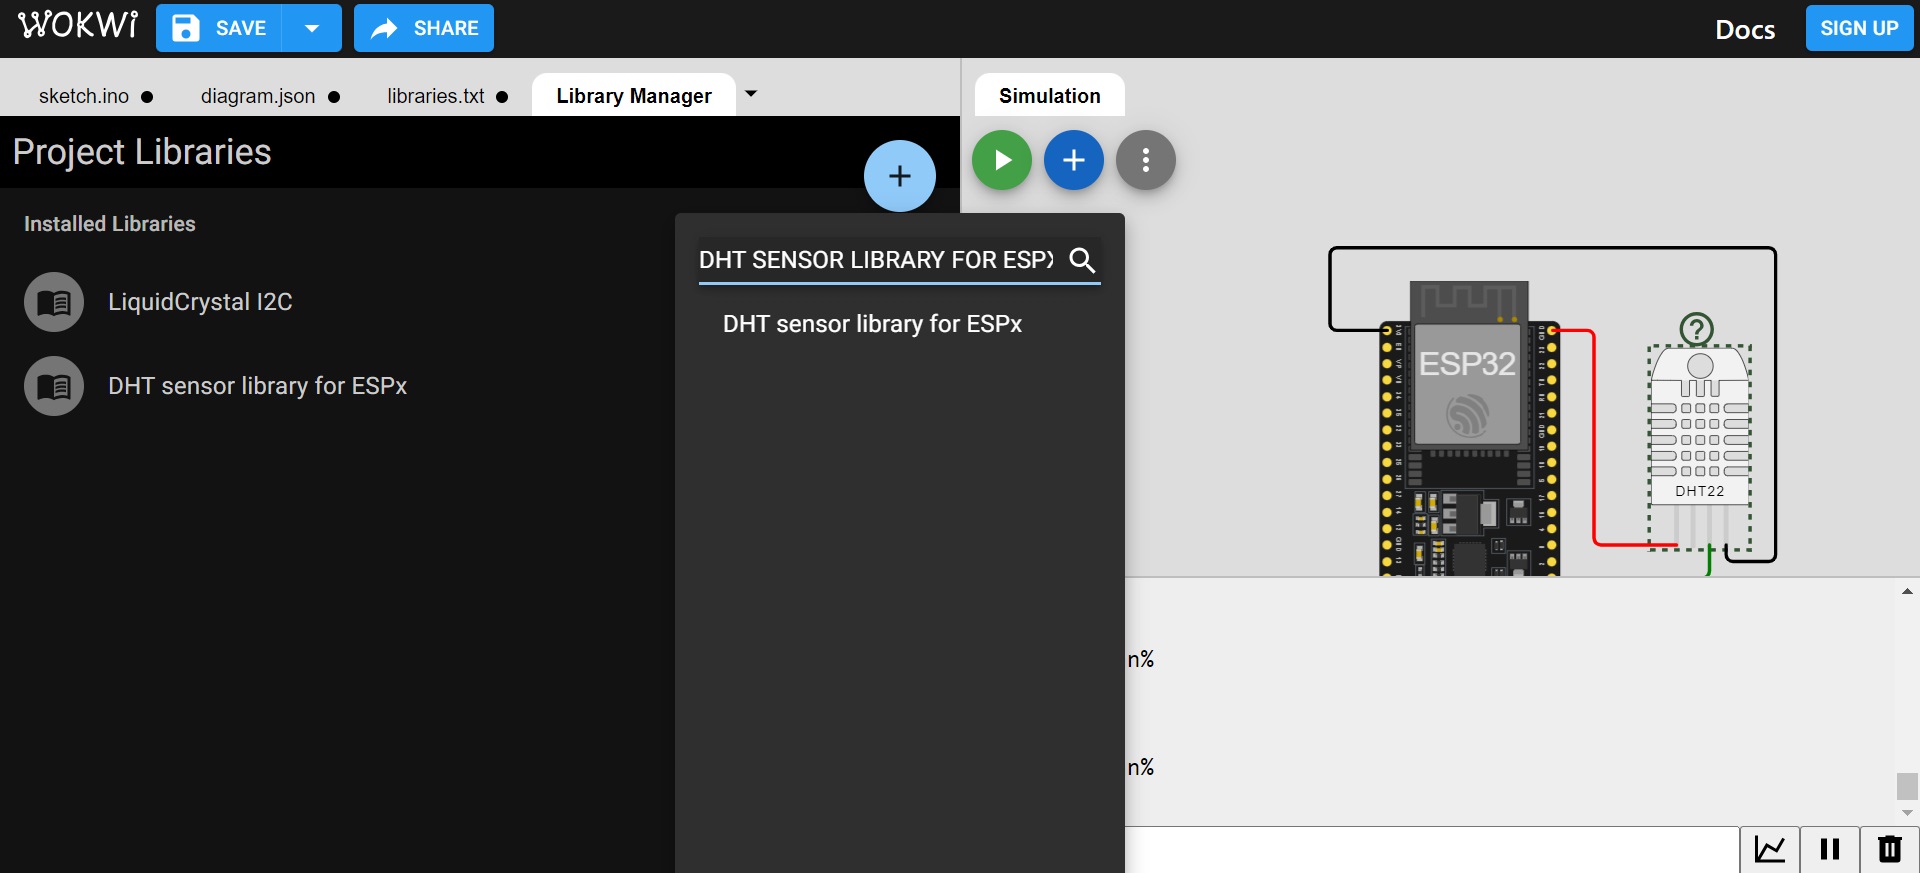 WOKWi
SAVE
SHARE
Docs
SIGN UP
sketch.ino
diagram.json
libraries.txt
Library Manager
Simulation
Project Libraries
Installed Libraries
LiquidCrystal I2C
DHT sensor library for ESPx
DHT SENSOR LIBRARY FOR ESPX
DHT sensor library for ESPx
ESP32
DHT22
n%
n%